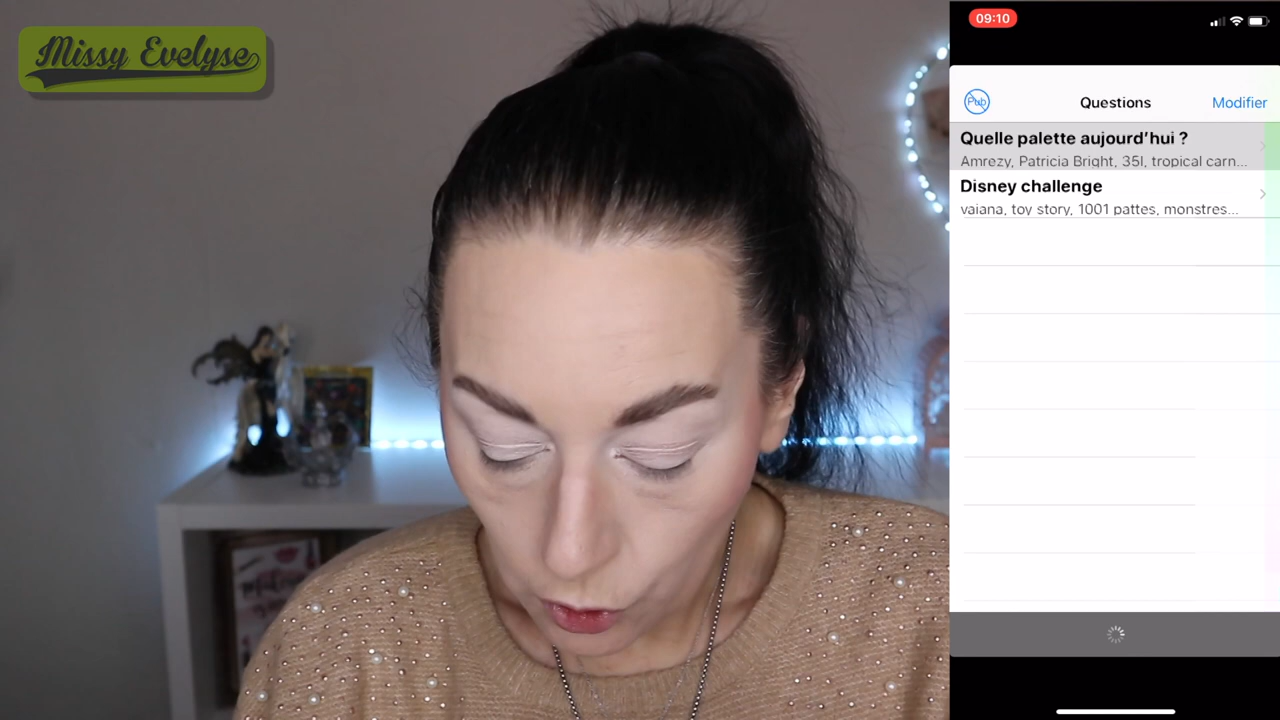 Missy Evelyse
09:10
Pub
Questions
Modifier
Quelle palette aujourd'hui ?
Amrezy, Patricia Bright, 35l, tropical carn...
Disney challenge
vaiana, toy story, 1001 pattes, monstres...